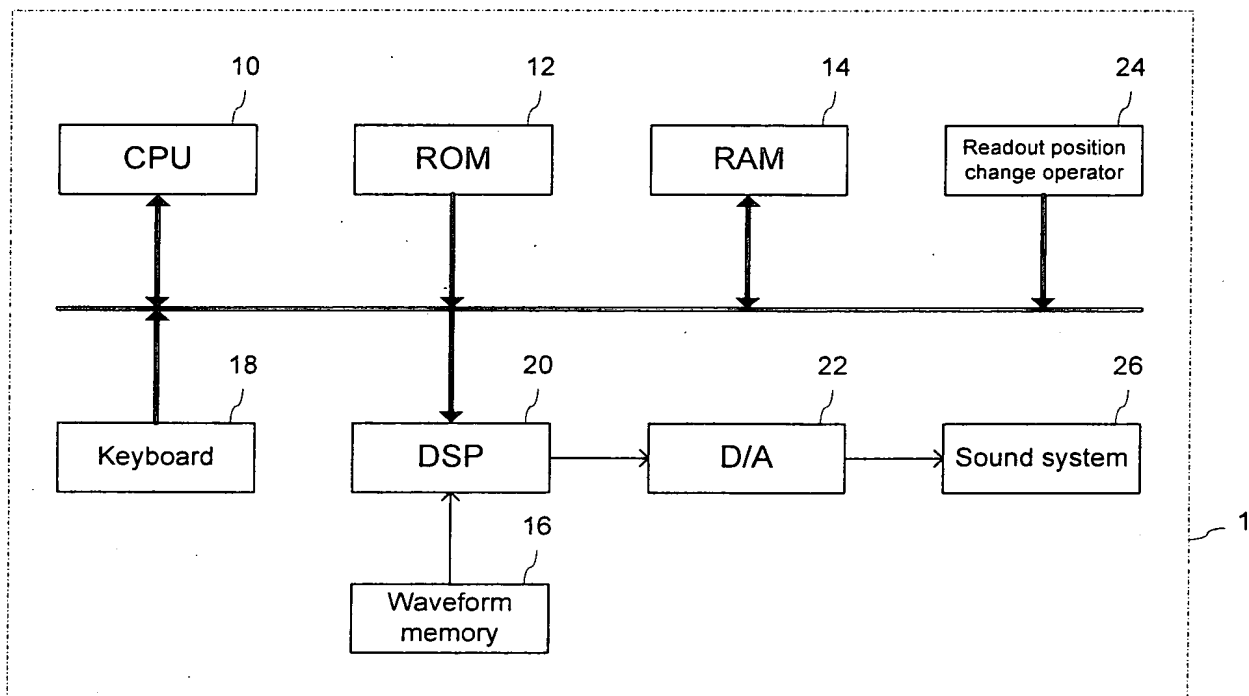 10
12
14
24
CPU
ROM
RAM
Readout position
change operator
18
20
22
26
Keyboard
DSP
D/A
Sound system
16
1
Waveform
memory